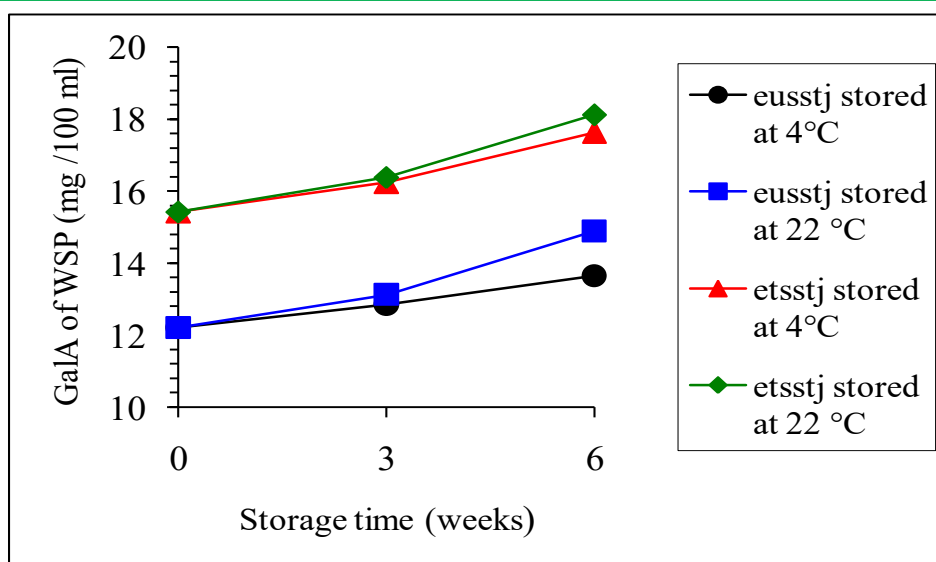 GalA of WSP (mg /100 ml)
20
18
16
14
12
10
0
3
6
Storage time (weeks)
eusstj stored
at 4°C
eusstj stored
at 22 °C
etsstj stored
at 4°C
etsstj stored
at 22 °C